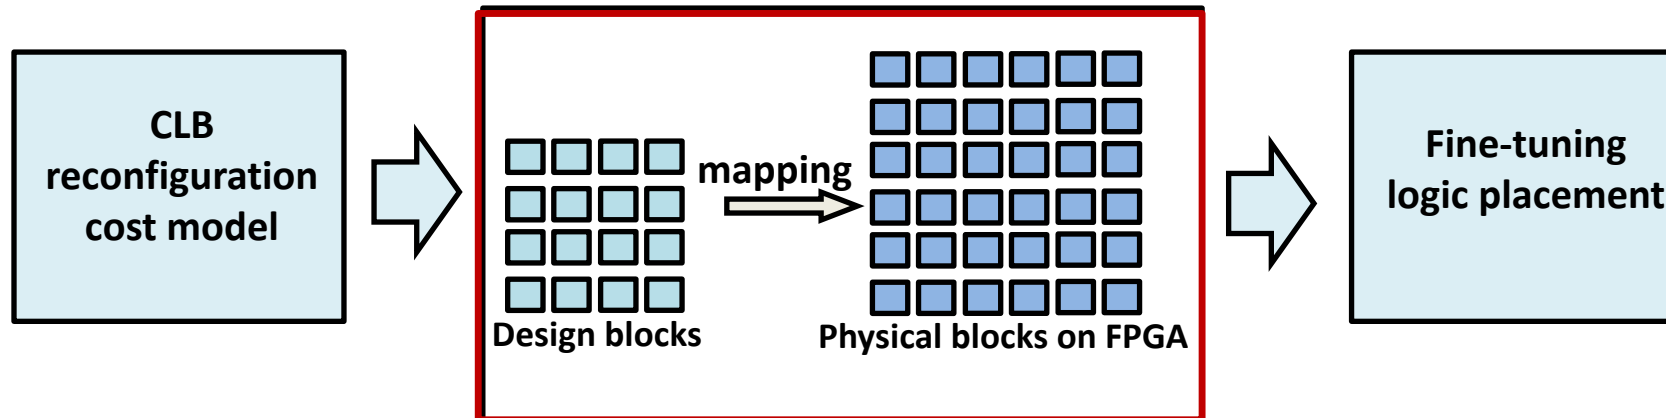 CLB
reconfiguration
cost model
mapping
Design blocks
Physical blocks on FPGA
Fine-tuning
logic placement